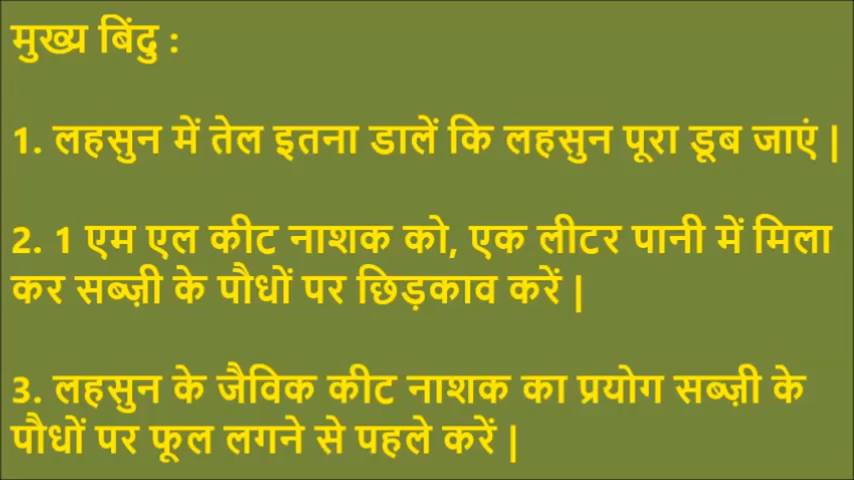 मुख्य बिंदु :
1. लहसुन में तेल इतना डालें कि लहसुन पूरा डूब जाएं |
2. 1 एम एल कीट नाशक को, एक लीटर पानी में मिला
कर सब्ज़ी के पौधों पर छिड़काव करें |
3. लहसुन के जैविक कीट नाशक का प्रयोग सब्ज़ी के
पौधों पर फूल लगने से पहले करें |